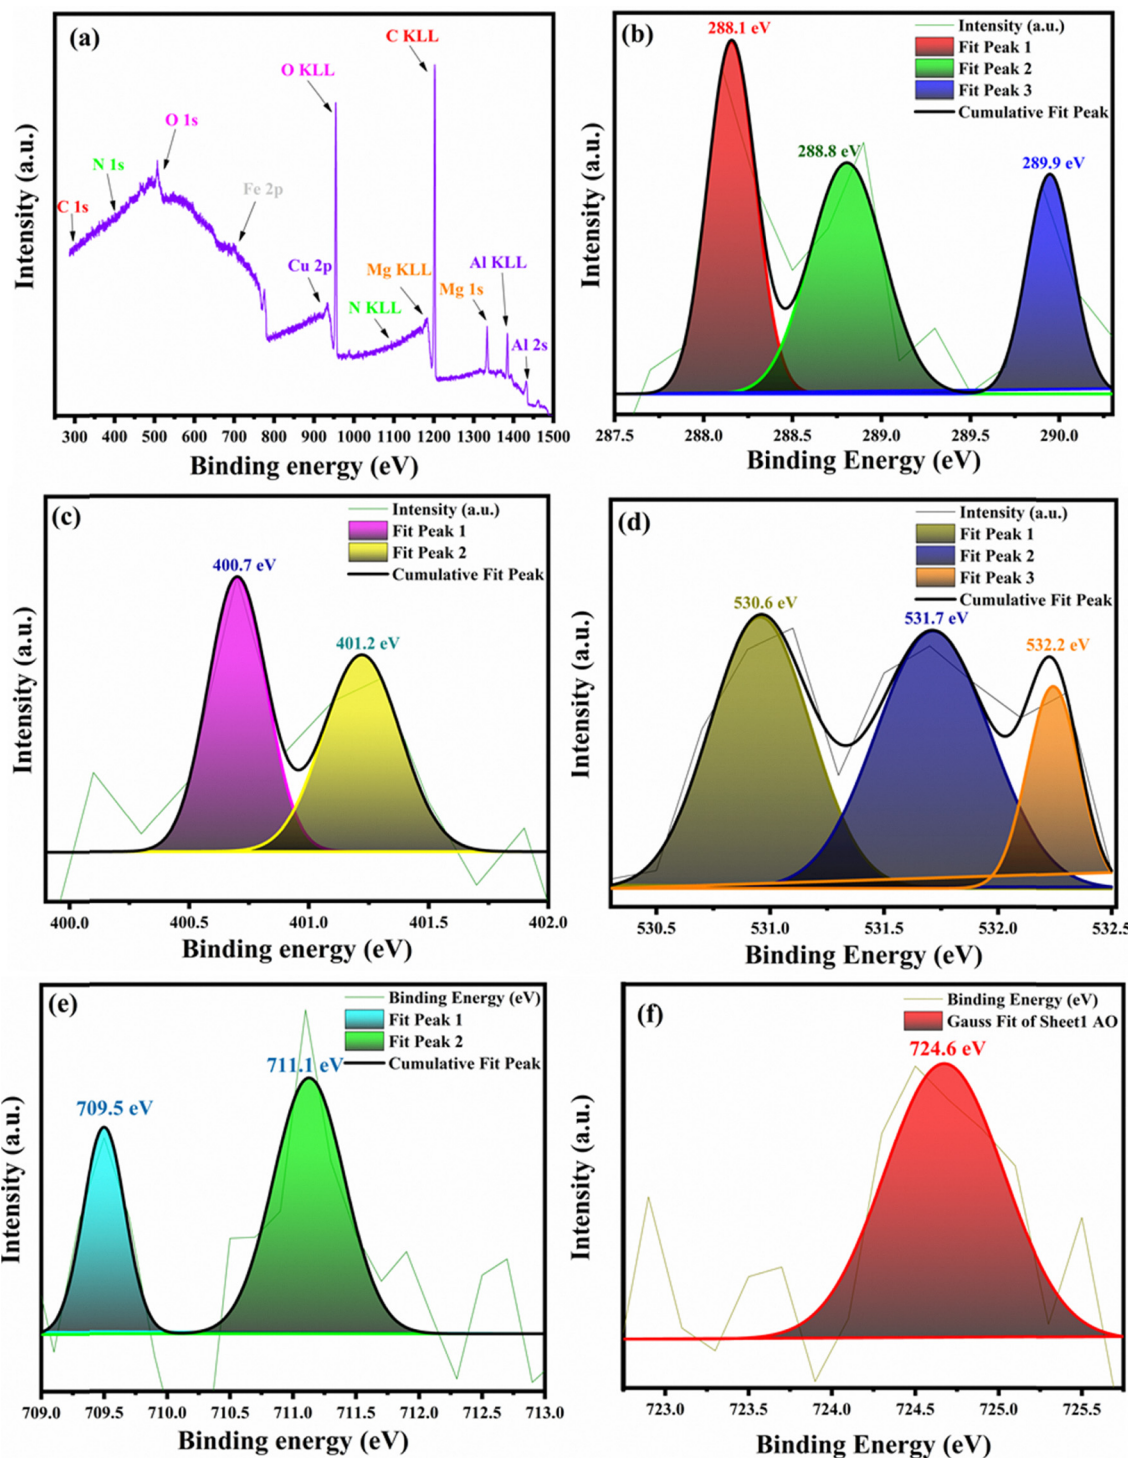 (a)
C KLL
O KLL
O 1s
N 1s
C 1s
Fe 2p
Cu 2p
Mg KLL
Al KLL
Mg 1s
N KLL
Al 2s
Intensity (a.u.)
300 400 500 600 700 800 900 1000 1100 1200 1300 1400 1500
Binding energy (eV)
(b)
288.1 eV
Intensity (a.u.)
Fit Peak 1
Fit Peak 2
Fit Peak 3
Cumulative Fit Peak
288.8 eV
289.9 eV
Intensity (a.u.)
287.5 288.0 288.5 289.0 289.5 290.0
Binding Energy (eV)
(c)
Intensity (a.u.)
Fit Peak 1
Fit Peak 2
Cumulative Fit Peak
400.7 eV
401.2 eV
Intensity (a.u.)
400.0 400.5 401.0 401.5 402.0
Binding energy (eV)
(d)
Intensity (a.u.)
Fit Peak 1
Fit Peak 2
Fit Peak 3
Cumulative Fit Peak
530.6 eV
531.7 eV
532.2 eV
Intensity (a.u.)
530.5 531.0 531.5 532.0 532.5
Binding Energy (eV)
(e)
Binding Energy (eV)
Fit Peak 1
Fit Peak 2
Cumulative Fit Peak
711.1 eV
709.5 eV
Intensity (a.u.)
709.0 709.5 710.0 710.5 711.0 711.5 712.0 712.5 713.0
Binding energy (eV)
(f)
Binding Energy (eV)
Gauss Fit of Sheet1 AO
724.6 eV
Intensity (a.u.)
723.0 723.5 724.0 724.5 725.0 725.5
Binding Energy (eV)